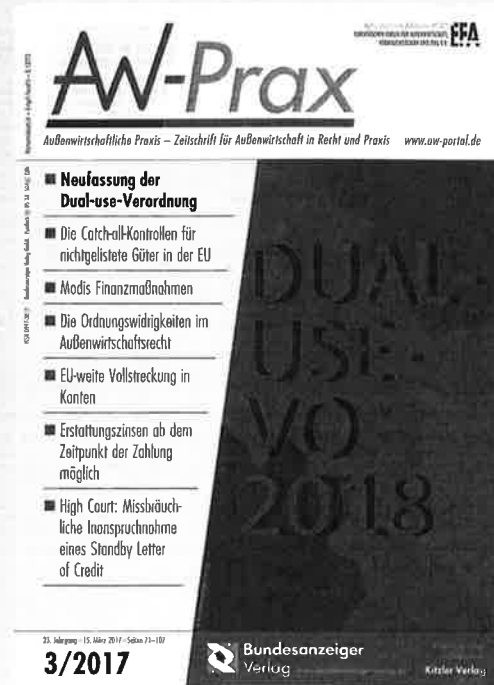 EFA
AW-Prax
Außenwirtschaftliche Praxis – Zeitschrift für Außenwirtschaft in Recht und Praxis www.aw-portal.de
Neufassung der
Dual-use-Verordnung
Die Catch-all-Kontrollen für
nichtgelistete Güter in der EU
Modis Finanzmaßnahmen
Die Ordnungswidrigkeiten im
Außenwirtschaftsrecht
EU-weite Vollstreckung in
Konten
Erstattungszinsen ab dem
Zeitpunkt der Zahlung
möglich
High Court: Missbräuch-
liche Inanspruchnahme
eines Standby Letter
of Credit
DUAL-
USE-
VO
2018
23. Jahrgang · 15. März 2017 · Seiten 71–107
3/2017
Bundesanzeiger
Verlag
Kitzler Verlag